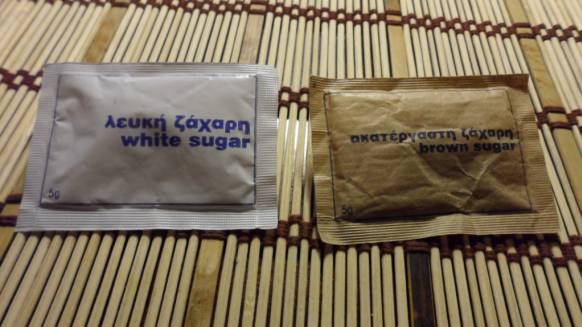 λευκή ζάχαρη
white sugar
5g
ακατέργαστη ζάχαρη
brown sugar
5g